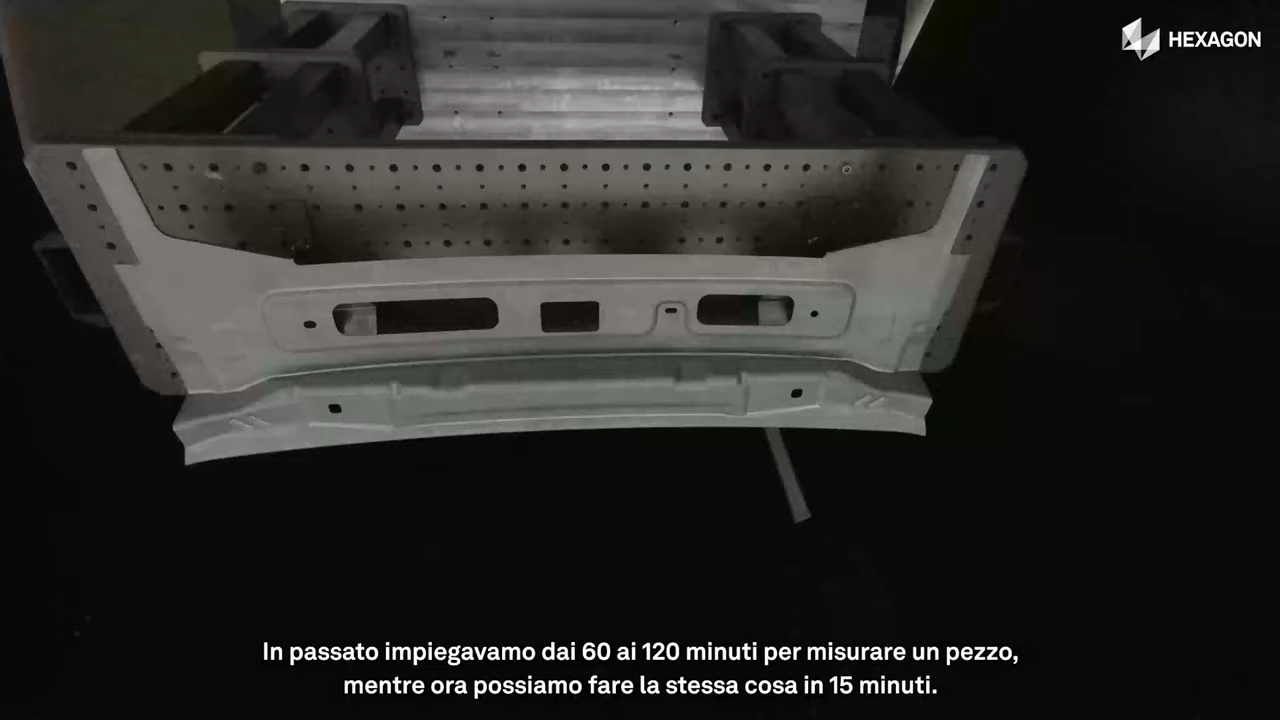 HEXAGON
In passato impiegavamo dai 60 ai 120 minuti per misurare un pezzo,
mentre ora possiamo fare la stessa cosa in 15 minuti.